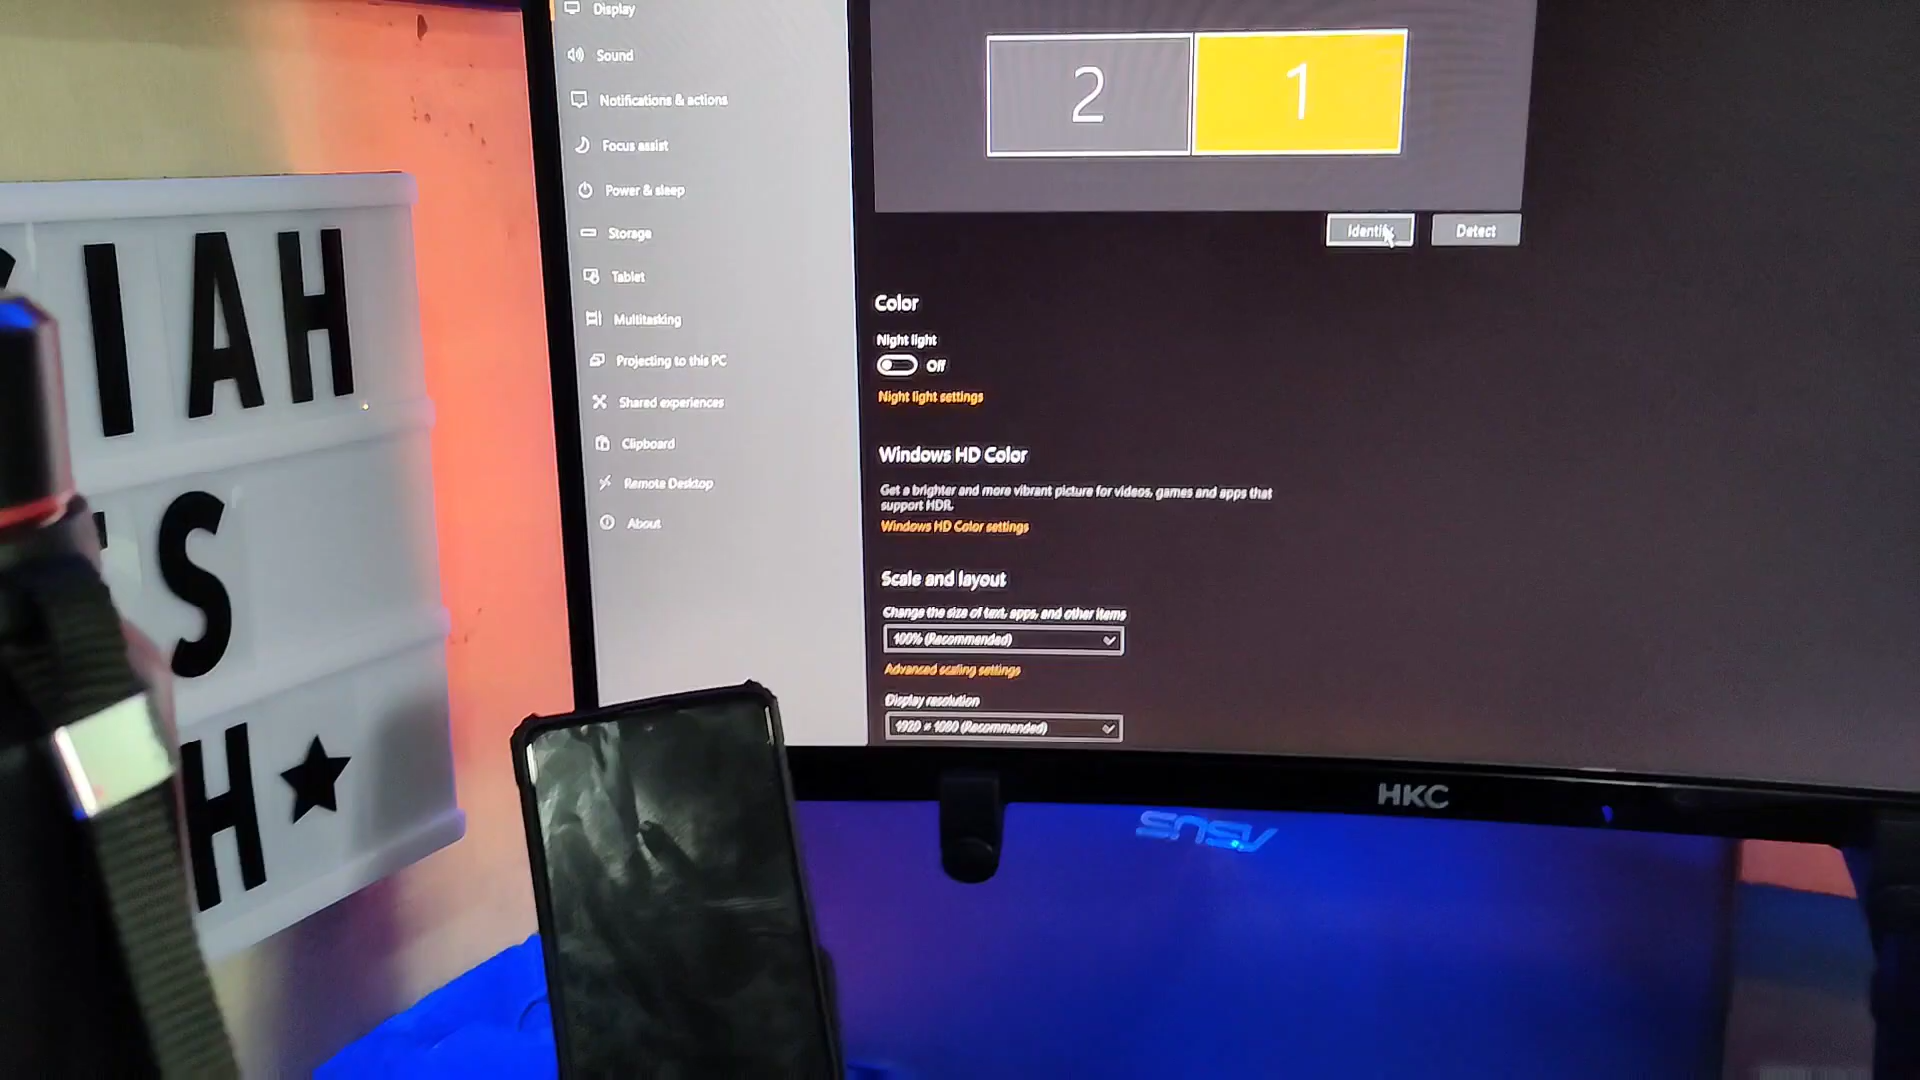 Display
Sound
Notifications & actions
Focus assist
Power & sleep
Storage
Tablet
Multitasking
Projecting to this PC
Shared experiences
Clipboard
Remote Desktop
About
2
1
Identify
Detect
Color
Night light
Off
Night light settings
Windows HD Color
Get a brighter and more vibrant picture for videos, games and apps that
support HDR.
Windows HD Color settings
Scale and layout
Change the size of text, apps, and other items
100% (Recommended)
Advanced scaling settings
Display resolution
1920 × 1080 (Recommended)
HKC
ASUS
IAH
S
H★